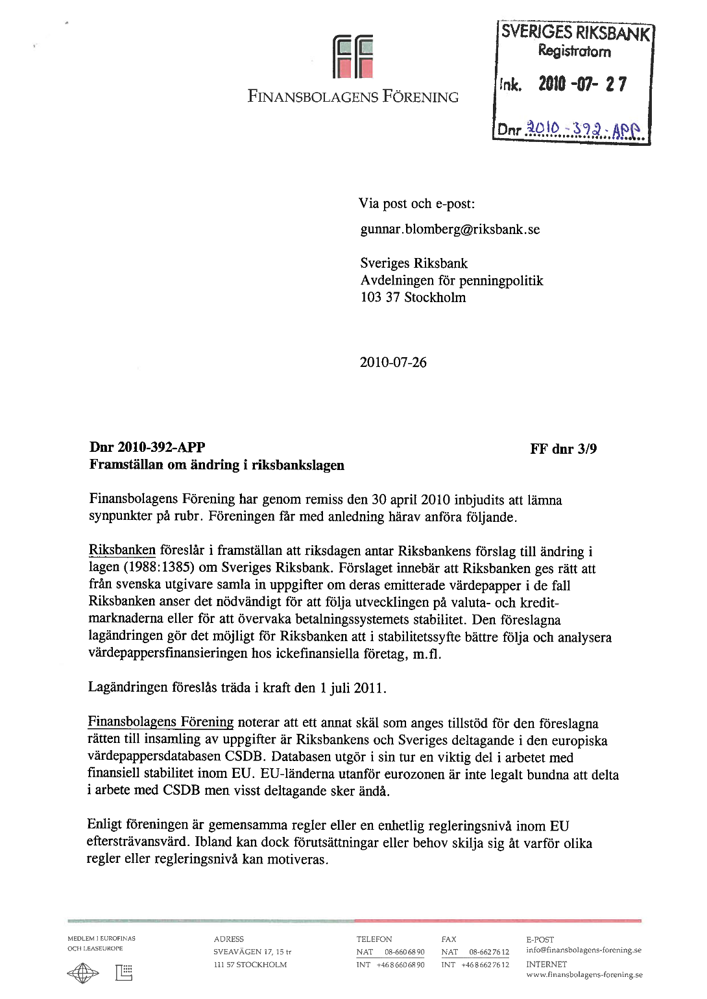 SVERIGES RIKSBANK
Registratorn
Ink. 2010 -07- 27
Dnr 2010-392-APP
FINANSBOLAGENS FÖRENING
Via post och e-post:
gunnar.blomberg@riksbank.se
Sveriges Riksbank
Avdelningen för penningpolitik
103 37 Stockholm
2010-07-26
Dnr 2010-392-APP FF dnr 3/9
Framställan om ändring i riksbankslagen
Finansbolagens Förening har genom remiss den 30 april 2010 inbjudits att lämna
synpunkter på rubr. Föreningen får med anledning härav anföra följande.
Riksbanken föreslår i framställan att riksdagen antar Riksbankens förslag till ändring i
lagen (1988:1385) om Sveriges Riksbank. Förslaget innebär att Riksbanken ges rätt att
från svenska utgivare samla in uppgifter om deras emitterade värdepapper i de fall
Riksbanken anser det nödvändigt för att följa utvecklingen på valuta- och kredit-
marknaderna eller för att övervaka betalningssystemets stabilitet. Den föreslagna
lagändringen gör det möjligt för Riksbanken att i stabilitetssyfte bättre följa och analysera
värdepappersfinansieringen hos ickefinansiella företag, m.fl.
Lagändringen föreslås träda i kraft den 1 juli 2011.
Finansbolagens Förening noterar att ett annat skäl som anges tillstöd för den föreslagna
rätten till insamling av uppgifter är Riksbankens och Sveriges deltagande i den europiska
värdepappersdatabasen CSDB. Databasen utgör i sin tur en viktig del i arbetet med
finansiell stabilitet inom EU. EU-länderna utanför eurozonen är inte legalt bundna att delta
i arbete med CSDB men visst deltagande sker ändå.
Enligt föreningen är gemensamma regler eller en enhetlig regleringsnivå inom EU
eftersträvansvärd. Ibland kan dock förutsättningar eller behov skilja sig åt varför olika
regler eller regleringsnivå kan motiveras.
MEDLEM I EUROFINAS
OCH LEASEUROPE
ADRESS
SVEAVÄGEN 17, 15 tr
111 57 STOCKHOLM
TELEFON
NAT 08-660 68 90
INT +46 8 660 68 90
FAX
NAT 08-662 76 12
INT +46 8 662 76 12
E-POST
info@finansbolagens-forening.se
INTERNET
www.finansbolagens-forening.se